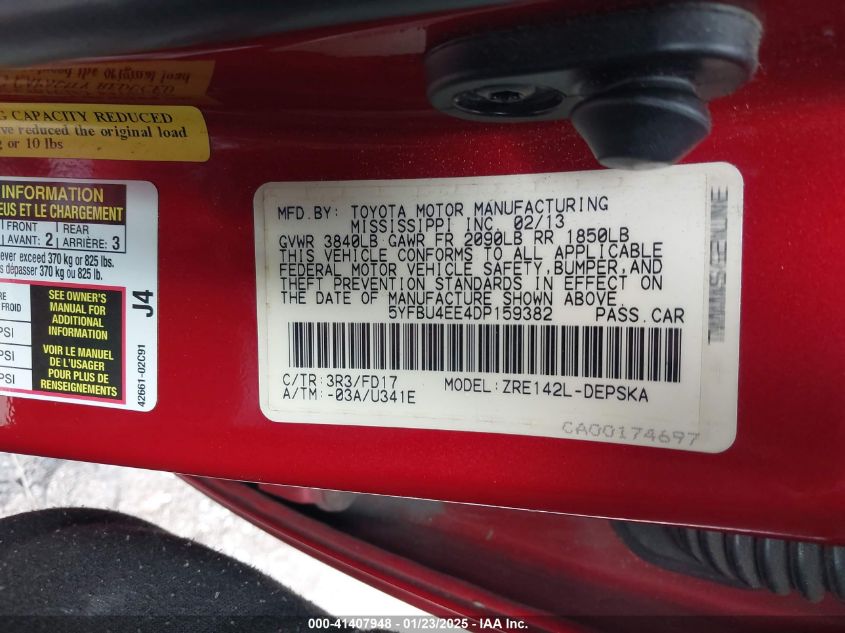 G CAPACITY REDUCED
ve reduced the original load
g or 10 lbs
INFORMATION
EUS ET LE CHARGEMENT
FRONT
AVANT: 2
REAR
ARRIÈRE: 3
never exceed 370 kg or 825 lbs.
s dépasser 370 kg ou 825 lb.
RE
FROID
PSI
PSI
PSI
SEE OWNER'S
MANUAL FOR
ADDITIONAL
INFORMATION
VOIR LE MANUEL
DE L'USAGER
POUR PLUS DE
RENSEIGNEMENTS
J4
42661-02C91
MFD.BY: TOYOTA MOTOR MANUFACTURING
MISSISSIPPI INC. 02/13
GVWR 3840LB GAWR FR 2090LB RR 1850LB
THIS VEHICLE CONFORMS TO ALL APPLICABLE
FEDERAL MOTOR VEHICLE SAFETY,BUMPER,AND
THEFT PREVENTION STANDARDS IN EFFECT ON
THE DATE OF MANUFACTURE SHOWN ABOVE.
5YFBU4EE4DP159382 PASS.CAR
C/TR:3R3/FD17 MODEL:ZRE142L-DEPSKA
A/TM:-03A/U341E
CA00174697
000-41407948 - 01/23/2025 - IAAI, Inc.